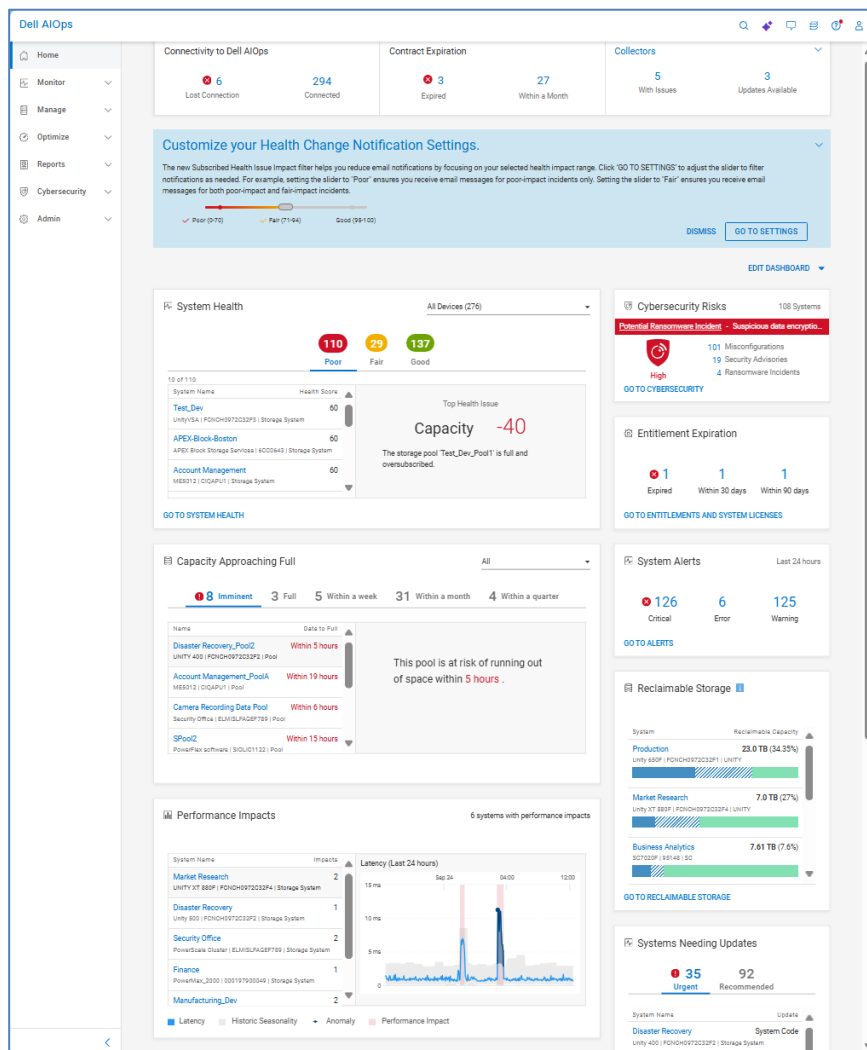 Dell AIOps
Home
Monitor
Manage
Optimize
Reports
Cybersecurity
Admin
Connectivity to Dell AIOps
6
Lost Connection
294
Connected
Contract Expiration
3
Expired
27
Within a Month
Collectors
5
With Issues
3
Updates Available
Customize your Health Change Notification Settings.
The new Subscribed Health Issue Impact filter helps you reduce email notifications by focusing on your selected health impact range. Click 'GO TO SETTINGS' to adjust the slider to filter
notifications as needed. For example, setting the slider to "Poor" ensures you receive email messages for poor-impact incidents only. Setting the slider to "Fair" ensures you receive email
messages for both poor-impact and fair-impact incidents.
Poor (0-70)
Fair (71-94)
Good (95-100)
DISMISS
GO TO SETTINGS
EDIT DASHBOARD
System Health
All Devices (276)
110
Poor
29
Fair
137
Good
10 of 110
System Name
Health Score
Test_Dev
60
UnityVSA | FCNCH0972C32F3 | Storage System
APEX-Block-Boston
60
APEX Block Storage Services | 6CC0643 | Storage System
Account Management
60
ME5012 | CIQAPU1 | Storage System
Top Health Issue
Capacity -40
The storage pool 'Test_Dev_Pool1' is full and
oversubscribed.
GO TO SYSTEM HEALTH
Cybersecurity Risks
108 Systems
Potential Ransomware Incident - Suspicious data encryptio...
High
101 Misconfigurations
19 Security Advisories
4 Ransomware Incidents
GO TO CYBERSECURITY
Entitlement Expiration
1
Expired
1
Within 30 days
1
Within 90 days
GO TO ENTITLEMENTS AND SYSTEM LICENSES
Capacity Approaching Full
All
8 Imminent
3 Full
5 Within a week
31 Within a month
4 Within a quarter
Name
Date to Full
Disaster Recovery_Pool2
Within 5 hours
UNITY 400 | FCNCH0972C32F2 | Pool
Account Management_PoolA
Within 19 hours
ME5012 | CIQAPU1 | Pool
Camera Recording Data Pool
Within 6 hours
Security Office | ELMISLFAGEF789 | Pool
SPool2
Within 15 hours
PowerFlex software | SIOLIC1122 | Pool
This pool is at risk of running out
of space within 5 hours .
System Alerts
Last 24 hours
126
Critical
6
Error
125
Warning
GO TO ALERTS
Reclaimable Storage
System
Reclaimable Capacity
Production
23.0 TB (34.35%)
Unity 650F | FCNCH0972C32F1 | UNITY
Market Research
7.0 TB (27%)
Unity XT 880F | FCNCH0972C32F4 | UNITY
Business Analytics
7.61 TB (7.6%)
SC7020F | 95148 | SC
GO TO RECLAIMABLE STORAGE
Performance Impacts
6 systems with performance impacts
System Name
Impacts
Market Research
2
UNITY XT 880F | FCNCH0972C32F4 | Storage System
Disaster Recovery
1
Unity 500 | FCNCH0972C32F2 | Storage System
Security Office
2
PowerScale Cluster | ELMISLFAGEF789 | Storage System
Finance
1
PowerMax_2000 | 000197900049 | Storage System
Manufacturing_Dev
2
Latency (Last 24 hours)
Sep 24
04:00
12:00
15 ms
10 ms
5 ms
0
Latency
Historic Seasonality
Anomaly
Performance Impact
Systems Needing Updates
35
Urgent
92
Recommended
System Name
Update
Disaster Recovery
System Code
Unity 400 | FCNCH0972C32F2 | Storage System